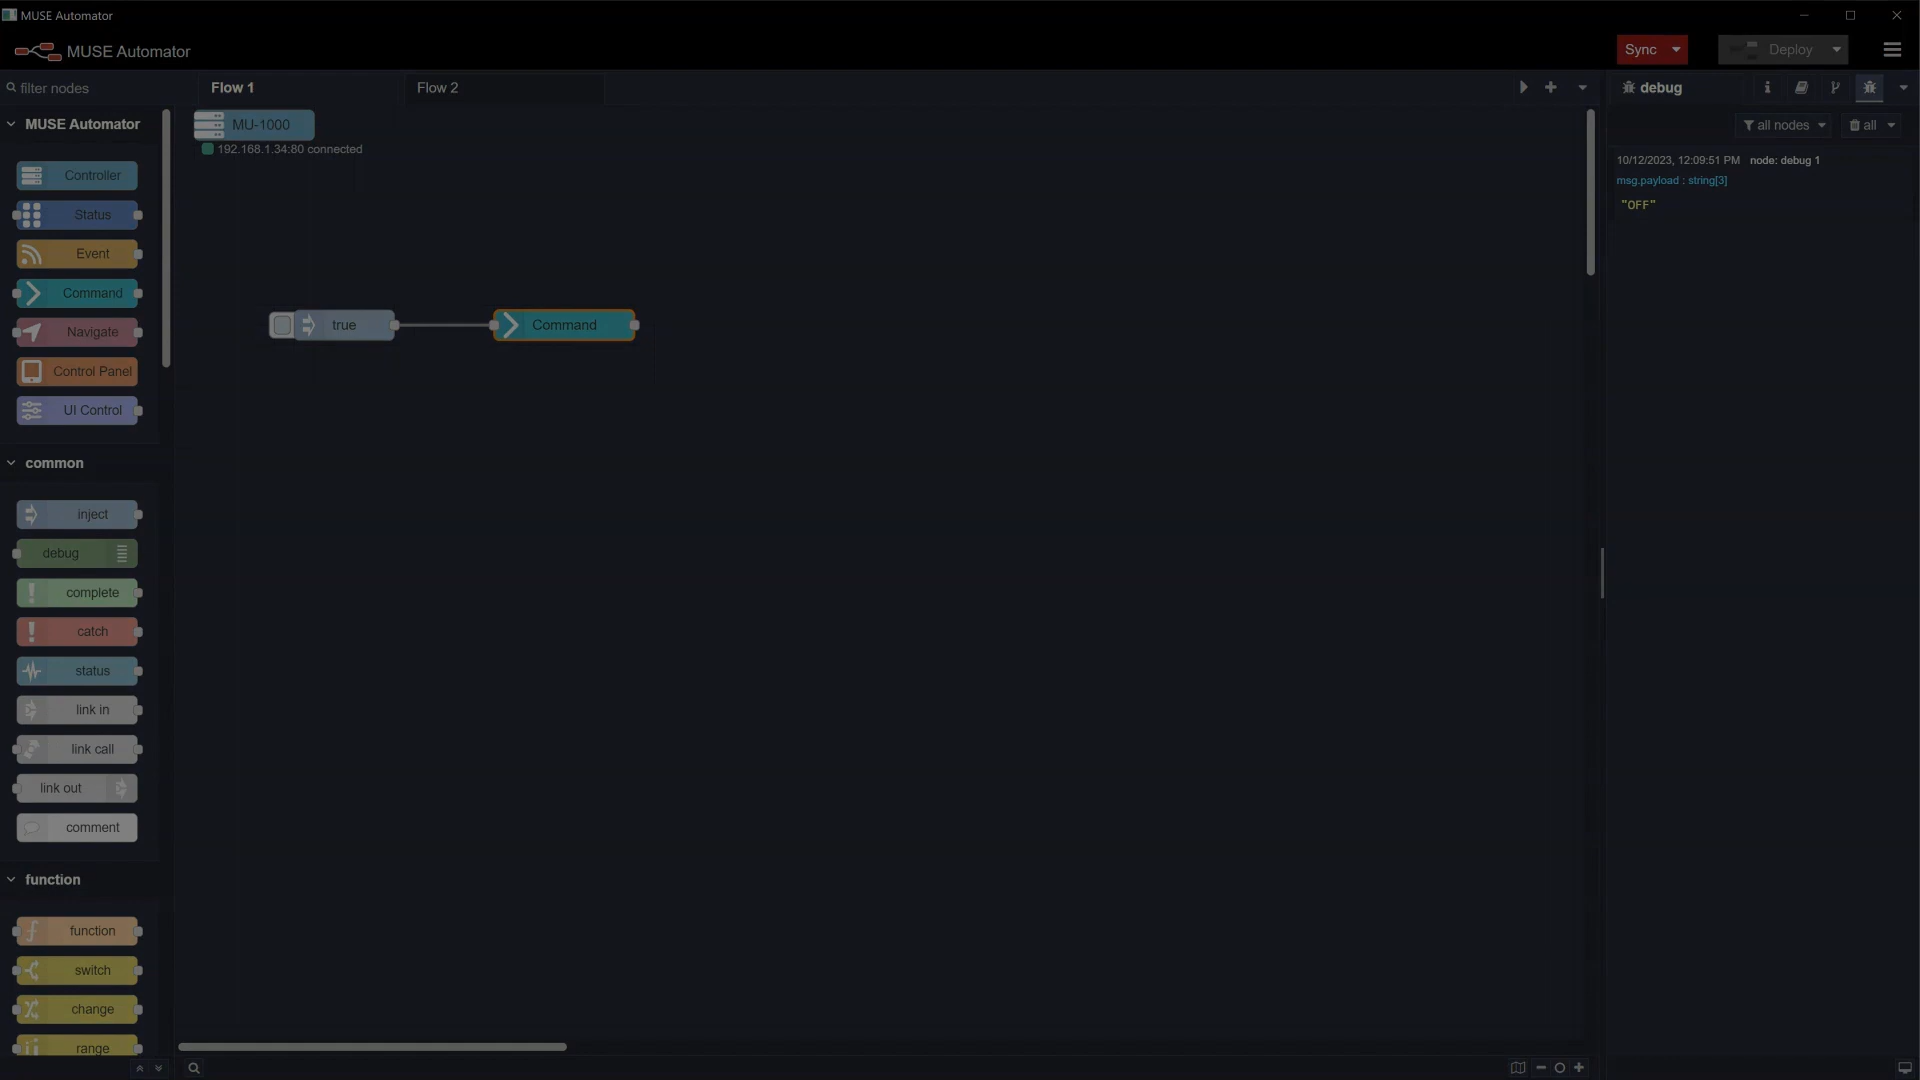 MUSE Automator
MUSE Automator
Sync
Deploy
filter nodes
Flow 1
Flow 2
debug
all nodes
all
MUSE Automator
Controller
Status
Event
Command
Navigate
Control Panel
UI Control
common
inject
debug
complete
catch
status
link in
link call
link out
comment
function
function
switch
change
range
MU-1000
192.168.1.34:80 connected
true
Command
10/12/2023, 12:09:51 PM node: debug 1
msg.payload : string[3]
"OFF"